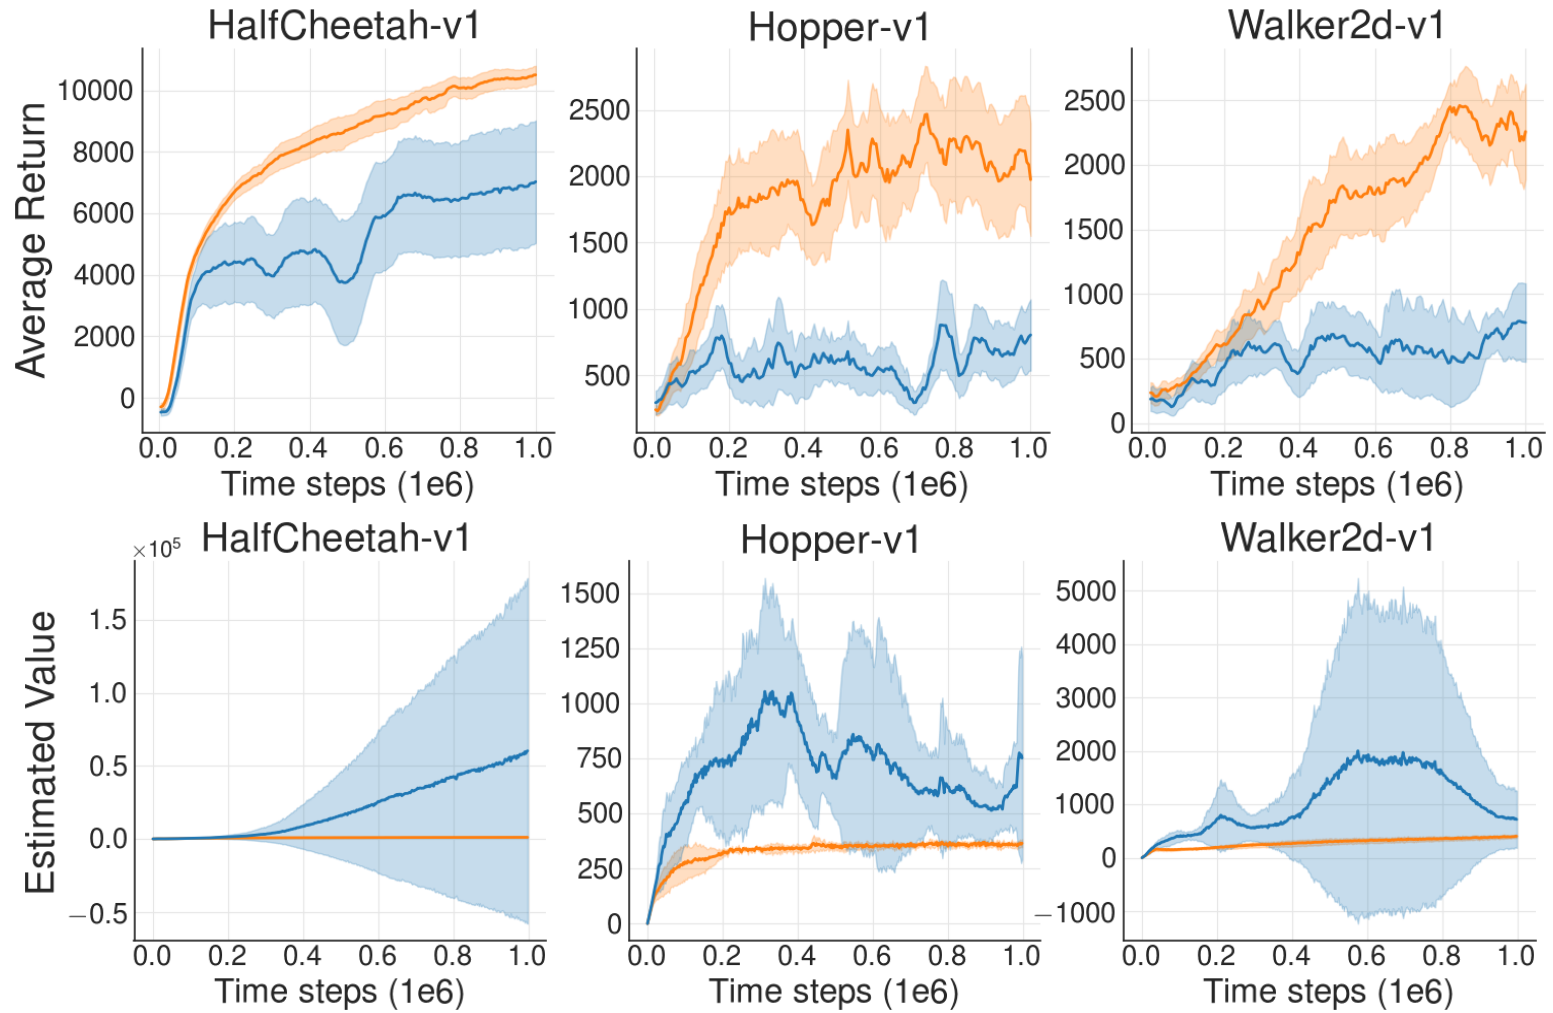 HalfCheetah-v1
Hopper-v1
Walker2d-v1
Average Return
10000
8000
6000
4000
2000
0
0.0 0.2 0.4 0.6 0.8 1.0
Time steps (1e6)
2500
2000
1500
1000
500
0.0 0.2 0.4 0.6 0.8 1.0
Time steps (1e6)
2500
2000
1500
1000
500
0
0.0 0.2 0.4 0.6 0.8 1.0
Time steps (1e6)
HalfCheetah-v1
Hopper-v1
Walker2d-v1
Estimated Value
×10⁵
1.5
1.0
0.5
0.0
−0.5
0.0 0.2 0.4 0.6 0.8 1.0
Time steps (1e6)
1500
1250
1000
750
500
250
0
0.0 0.2 0.4 0.6 0.8 1.0
Time steps (1e6)
5000
4000
3000
2000
1000
0
−1000
0.0 0.2 0.4 0.6 0.8 1.0
Time steps (1e6)